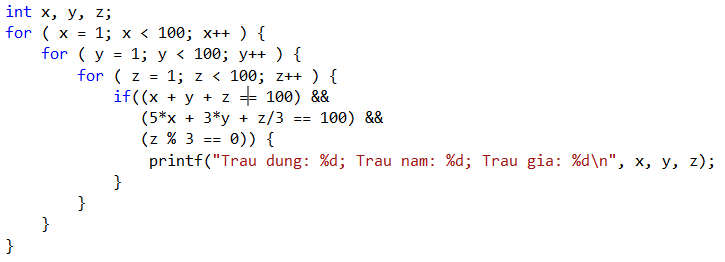 int x, y, z;
for ( x = 1; x < 100; x++ ) {
    for ( y = 1; y < 100; y++ ) {
        for ( z = 1; z < 100; z++ ) {
            if((x + y + z == 100) &&
               (5*x + 3*y + z/3 == 100) &&
               (z % 3 == 0)) {
                printf("Trau dung: %d; Trau nam: %d; Trau gia: %d\n", x, y, z);
            }
        }
    }
}